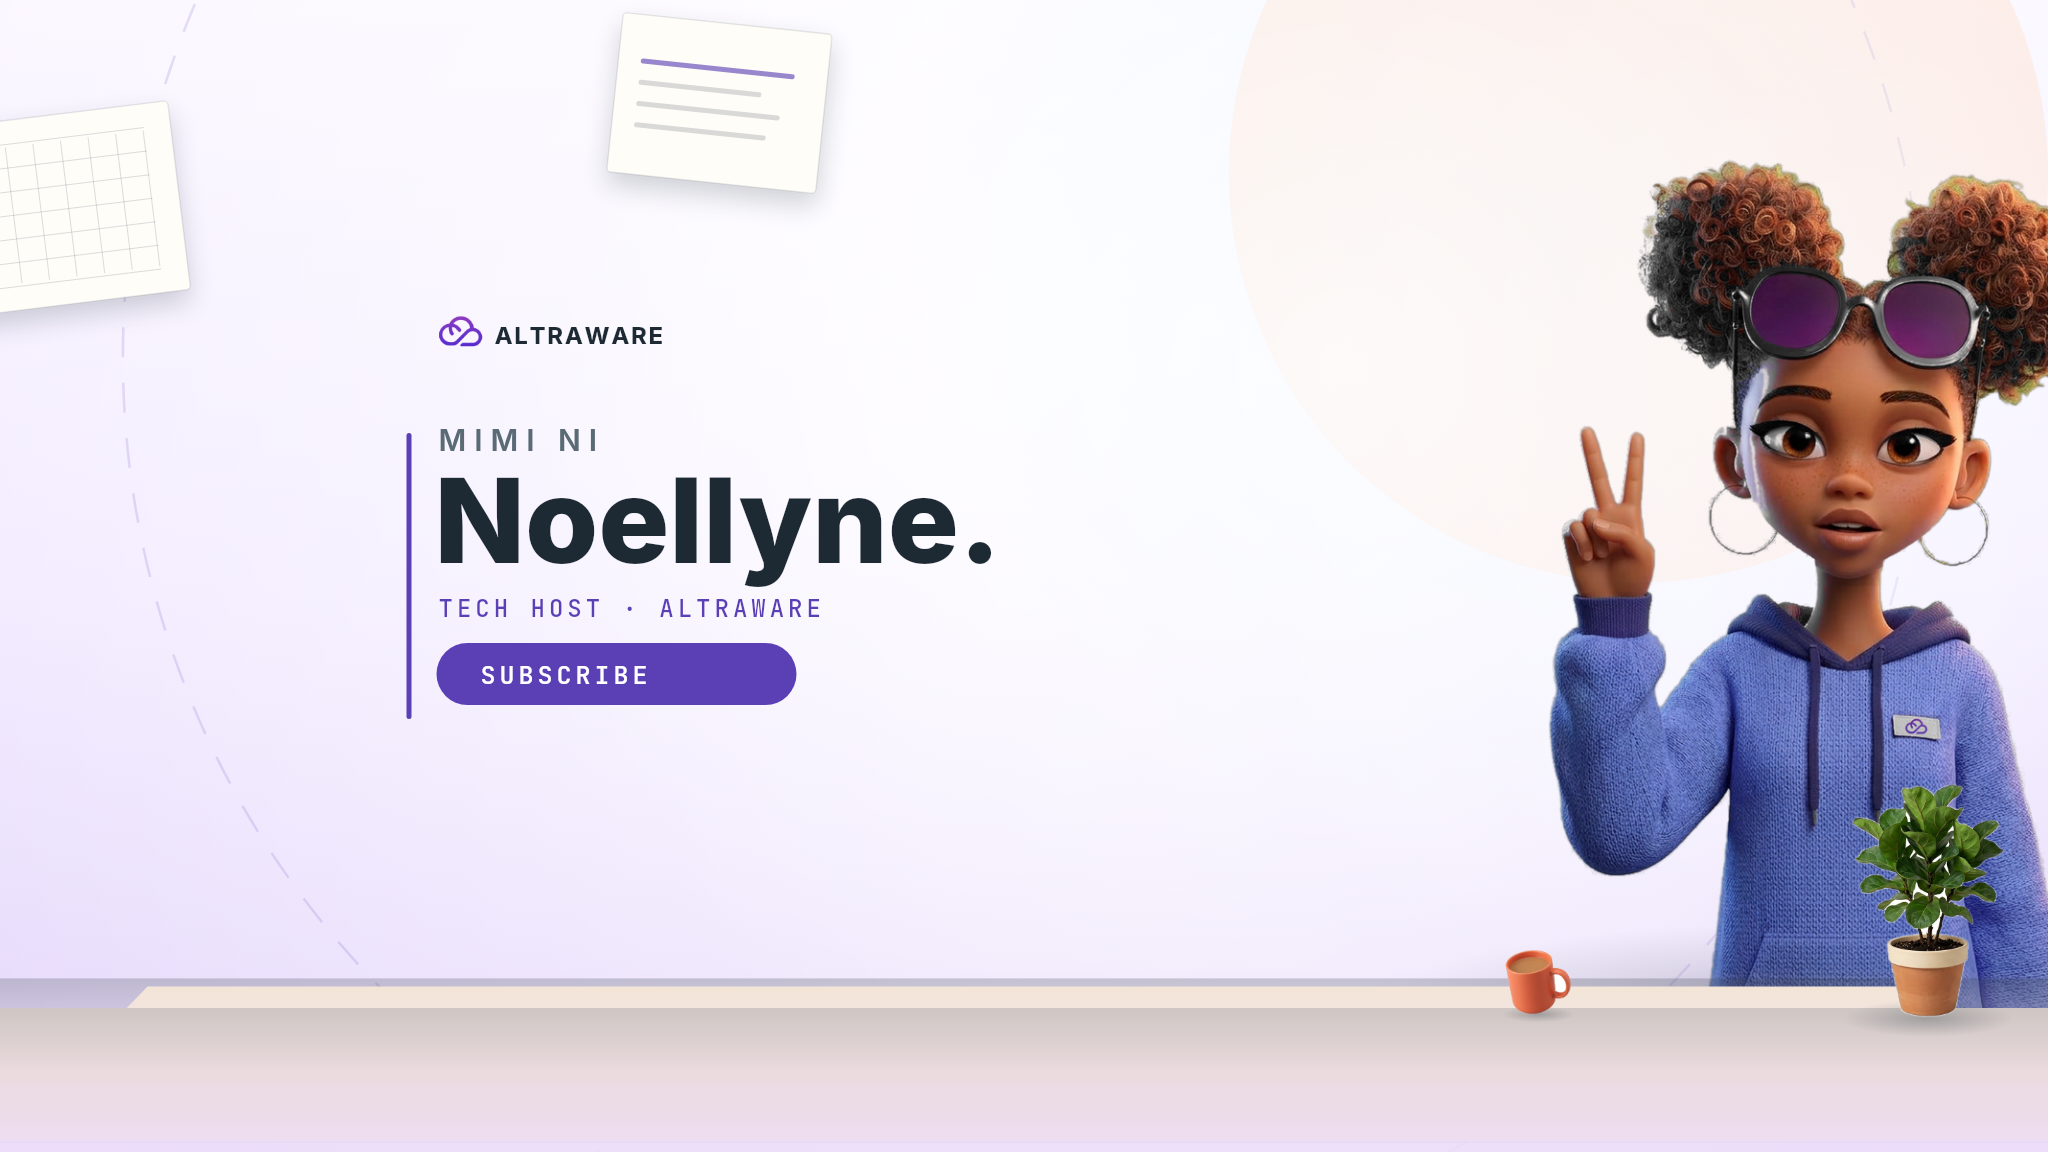 ALTRAWARE
MIMI NI
Noellyne.
TECH HOST · ALTRAWARE
SUBSCRIBE